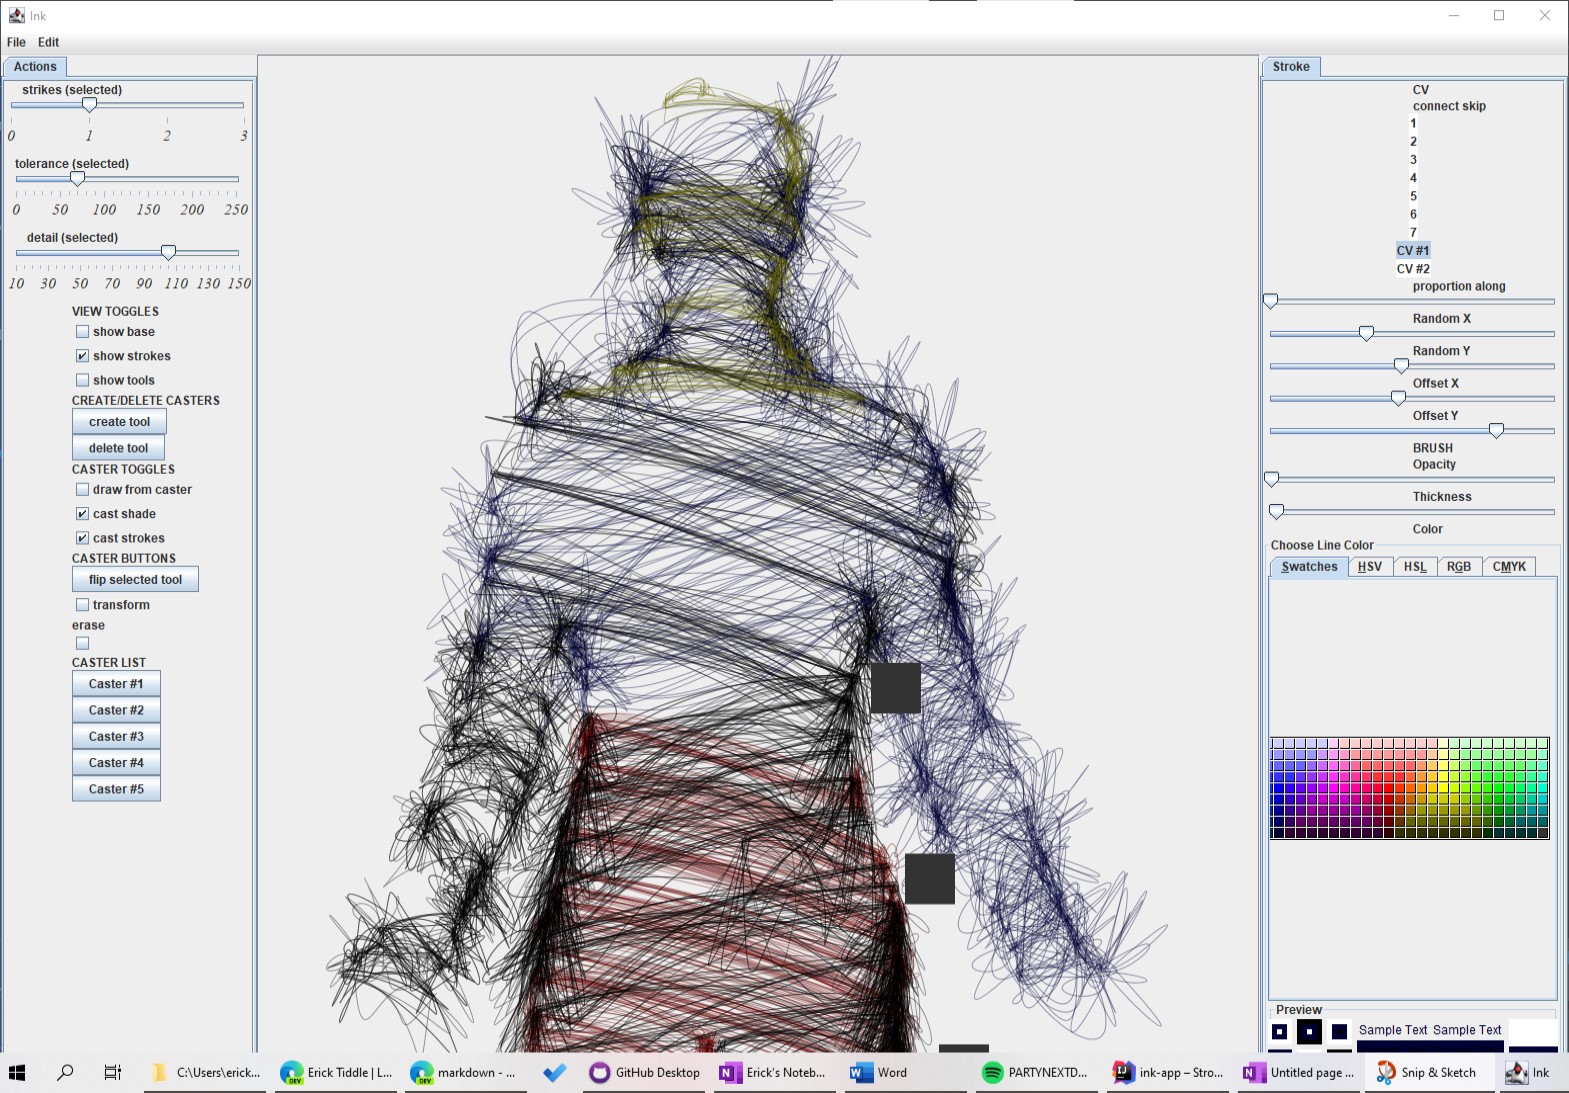 Ink
File Edit
Actions
strikes (selected)
0 1 2 3
tolerance (selected)
0 50 100 150 200 250
detail (selected)
10 30 50 70 90 110 130 150
VIEW TOGGLES
show base
show strokes
show tools
CREATE/DELETE CASTERS
create tool
delete tool
CASTER TOGGLES
draw from caster
cast shade
cast strokes
CASTER BUTTONS
flip selected tool
transform
erase
CASTER LIST
Caster #1
Caster #2
Caster #3
Caster #4
Caster #5
Stroke
CV
connect skip
1
2
3
4
5
6
7
CV #1
CV #2
proportion along
Random X
Random Y
Offset X
Offset Y
BRUSH
Opacity
Thickness
Color
Choose Line Color
Swatches HSV HSL RGB CMYK
Preview
Sample Text Sample Text
C:\Users\erick... Erick Tiddle | L... markdown - ... GitHub Desktop Erick's Noteb... Word PARTYNEXTD... ink-app – Stro... Untitled page ... Snip & Sketch Ink